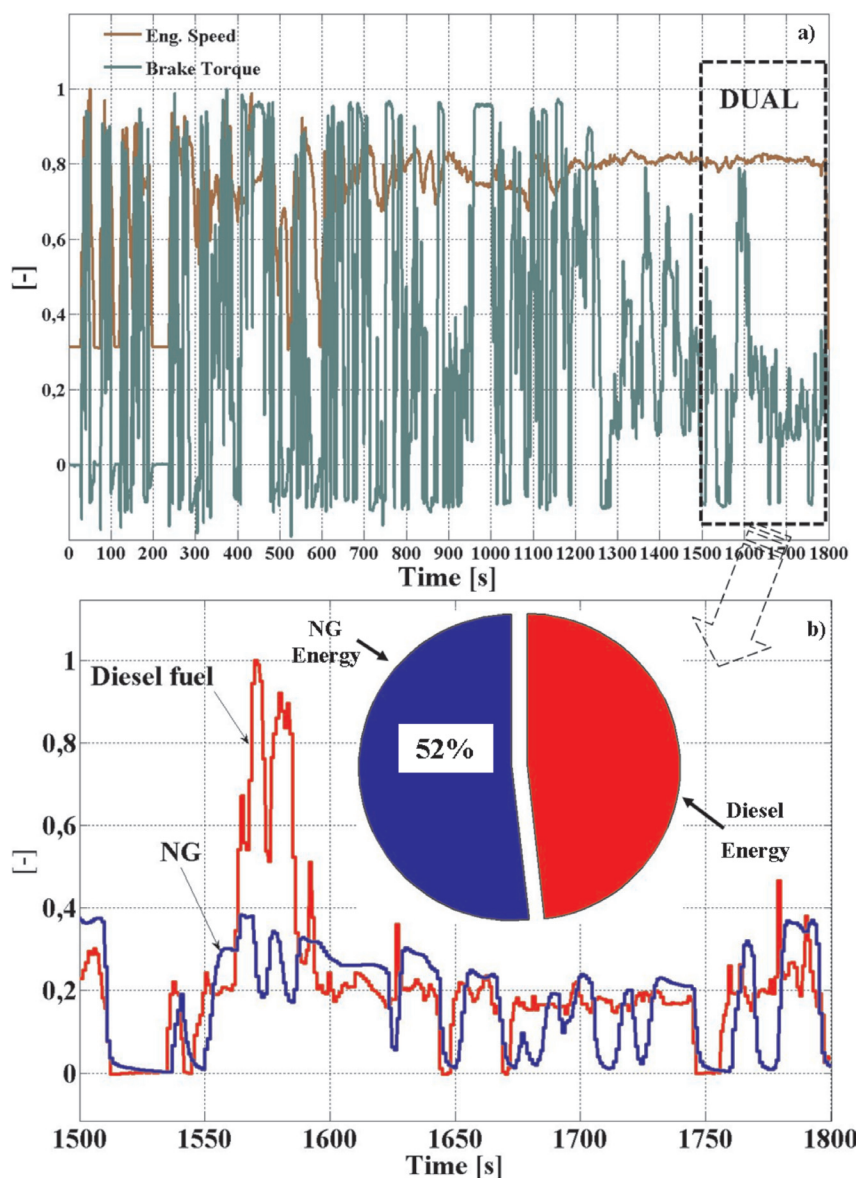 a)
Eng. Speed
Brake Torque
DUAL
1
0,8
0,6
0,4
0,2
0
[-]
0 100 200 300 400 500 600 700 800 900 1000 1100 1200 1300 1400 1500 1600 1700 1800
Time [s]
b)
NG
Energy
Diesel fuel
52%
NG
Diesel
Energy
1
0,8
0,6
0,4
0,2
0
[-]
1500 1550 1600 1650 1700 1750 1800
Time [s]